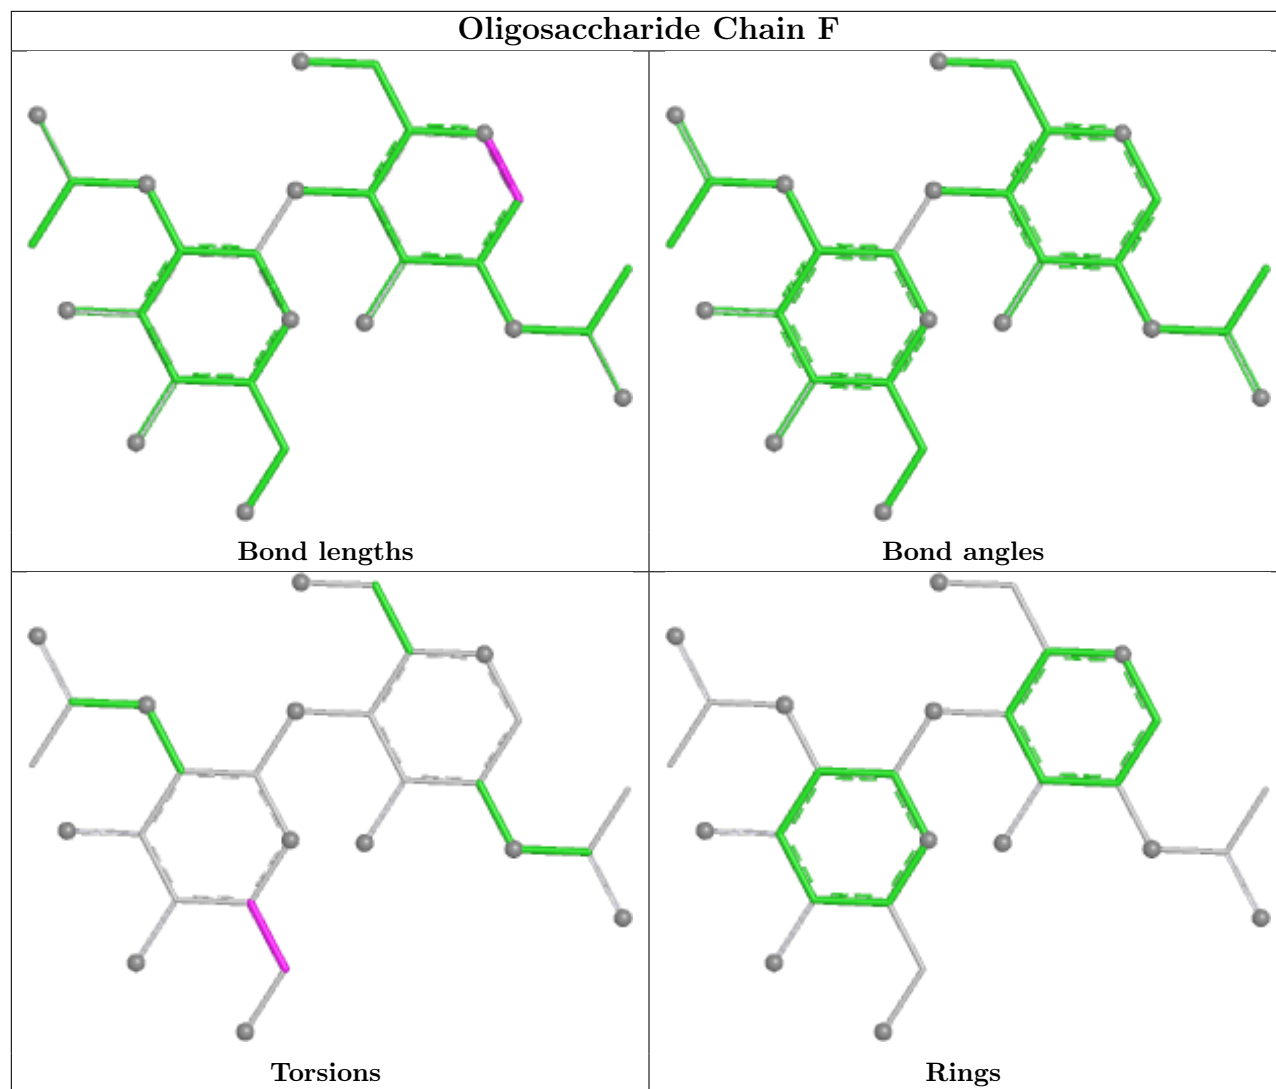 Oligosaccharide Chain F
Bond lengths
Bond angles
Torsions
Rings